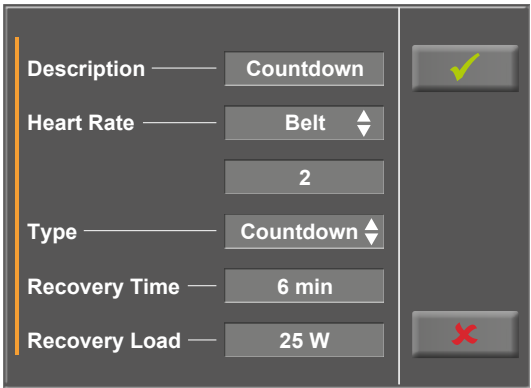 Description Countdown
Heart Rate Belt
2
Type Countdown
Recovery Time 6 min
Recovery Load 25 W